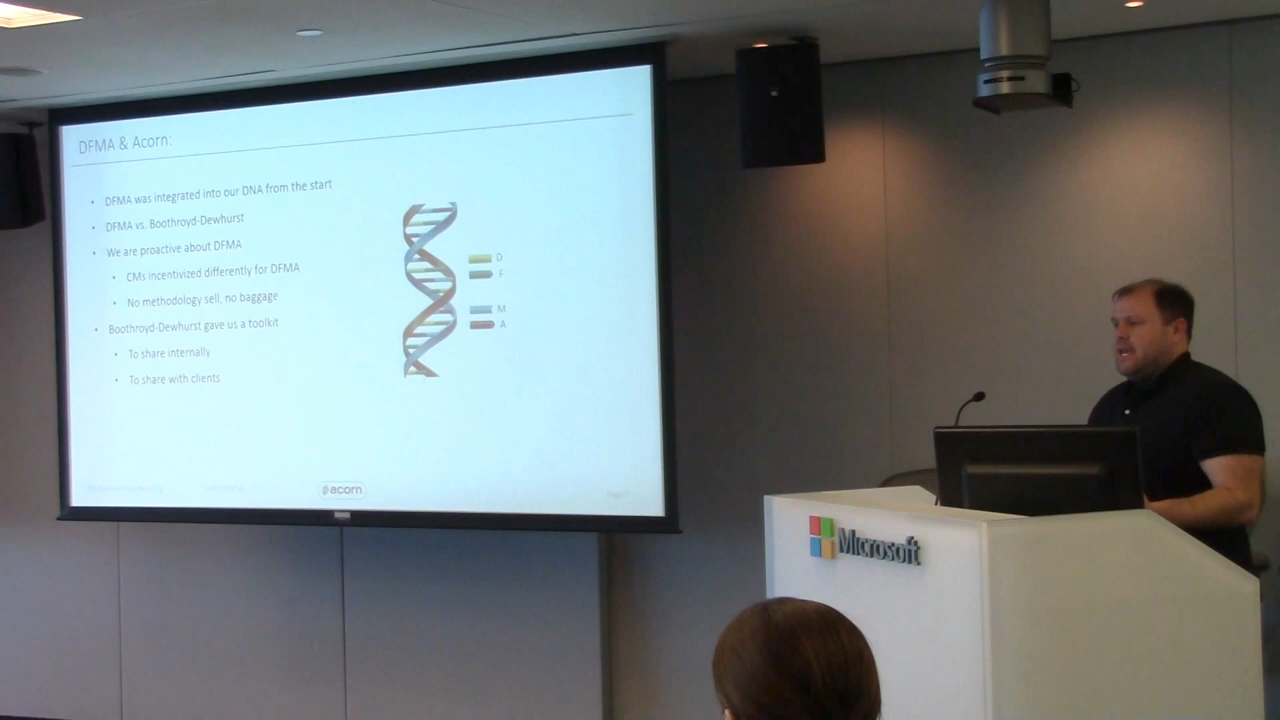 DFMA & Acorn:
• DFMA was integrated into our DNA from the start
• DFMA vs. Boothroyd-Dewhurst
• We are proactive about DFMA
• CMs incentivized differently for DFMA
• No methodology sell, no baggage
• Boothroyd-Dewhurst gave us a toolkit
• To share internally
• To share with clients
D
F
M
A
acorn
Microsoft